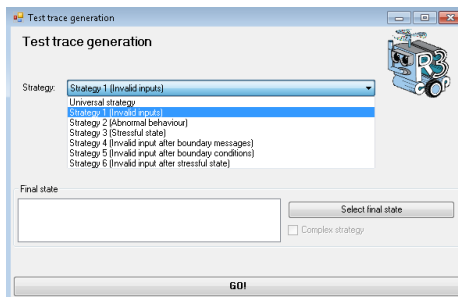 Test trace generation
Test trace generation
R3
COP
Strategy: Strategy 1 (Invalid inputs)
Universal strategy
Strategy 1 (Invalid inputs)
Strategy 2 (Abnormal behaviour)
Strategy 3 (Stressful state)
Strategy 4 (Invalid input after boundary messages)
Strategy 5 (Invalid input after boundary conditions)
Strategy 6 (Invalid input after stressful state)
Final state
Select final state
Complex strategy
GO!